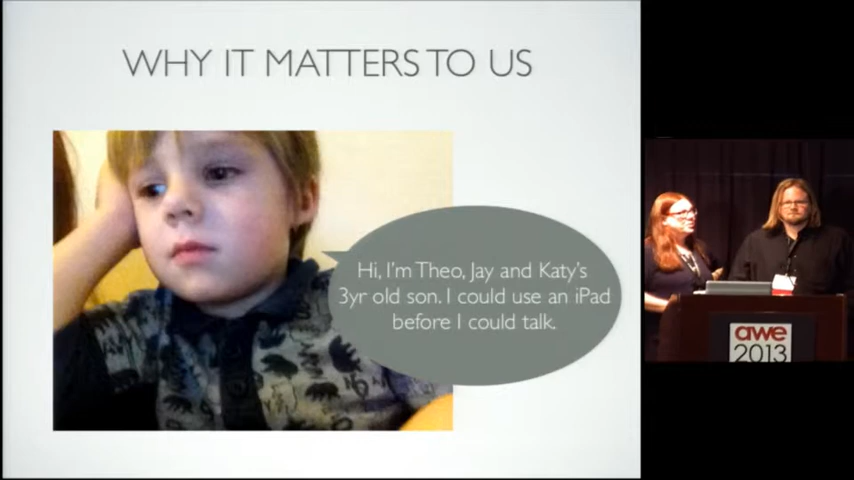 WHY IT MATTERS TO US
Hi, I'm Theo, Jay and Katy's
3yr old son. I could use an iPad
before I could talk.
awe
2013